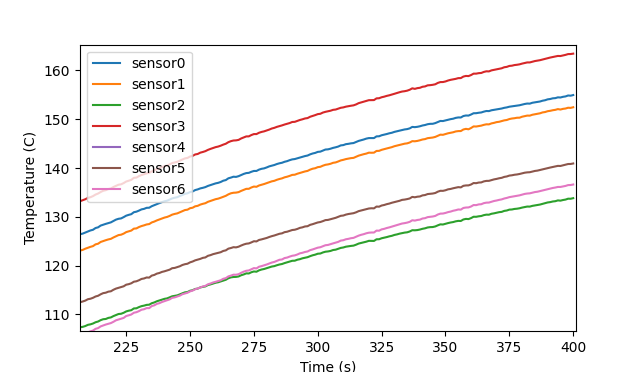 160
150
140
130
120
110
Temperature (C)
sensor0
sensor1
sensor2
sensor3
sensor4
sensor5
sensor6
225 250 275 300 325 350 375 400
Time (s)